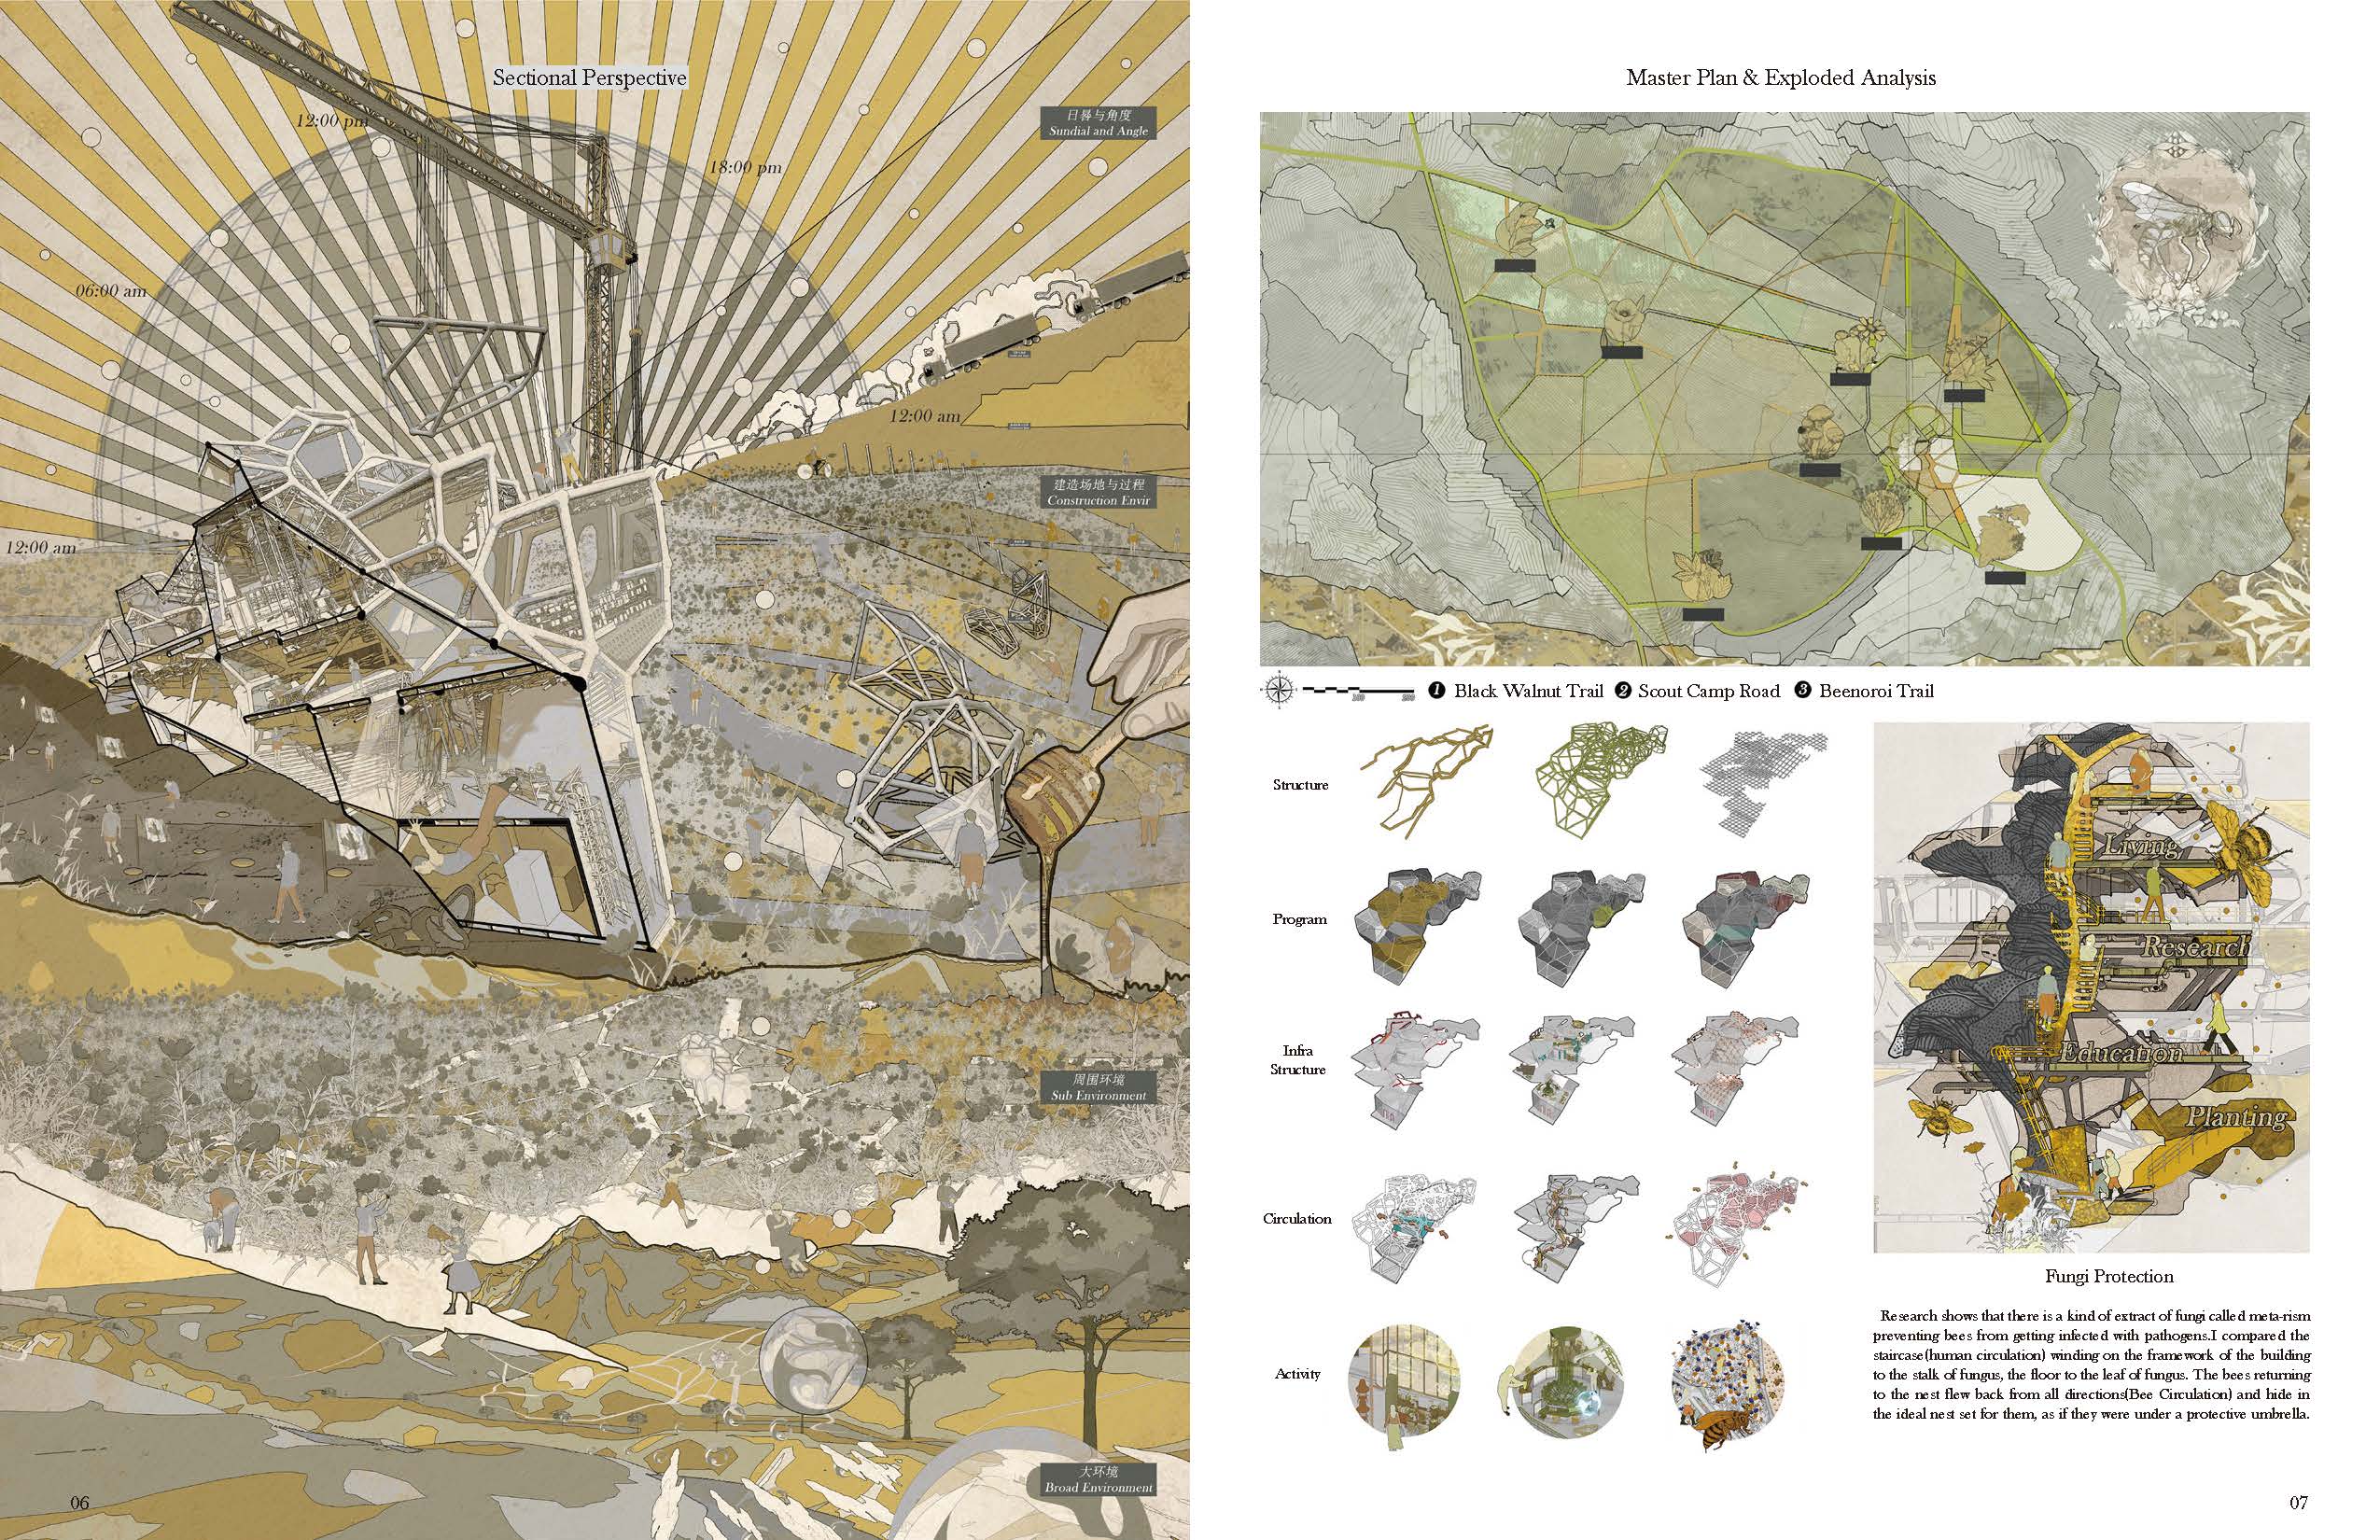 Sectional Perspective
12:00 pm
18:00 pm
06:00 am
12:00 am
12:00 am
日晷与角度
Sundial and Angle
建造场地与过程
Construction Envir
周围环境
Sub Environment
大环境
Broad Environment
06
Master Plan & Exploded Analysis
1 Black Walnut Trail 2 Scout Camp Road 3 Beenoroi Trail
Structure
Program
Infra
Structure
Circulation
Activity
Living
Research
Education
Planting
Fungi Protection
Research shows that there is a kind of extract of fungi called meta-rism
preventing bees from getting infected with pathogens.I compared the
staircase(human circulation) winding on the framework of the building
to the stalk of fungus, the floor to the leaf of fungus. The bees returning
to the nest flew back from all directions(Bee Circulation) and hide in
the ideal nest set for them, as if they were under a protective umbrella.
07